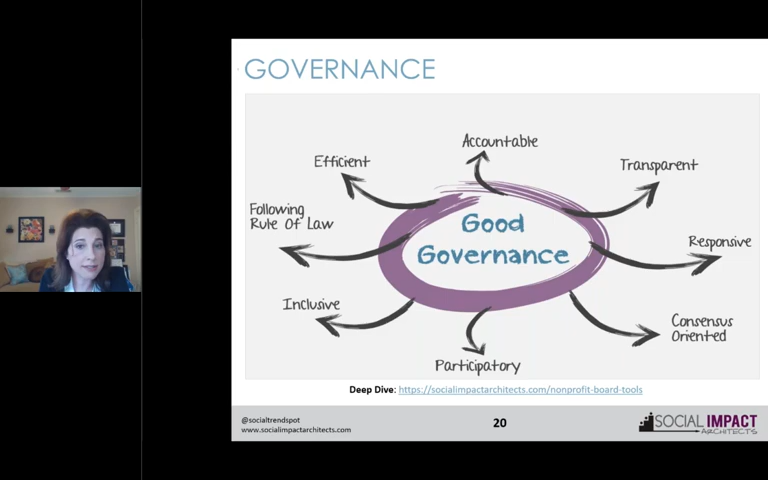 GOVERNANCE
Accountable
Efficient
Transparent
Following
Rule Of Law
Good
Governance
Responsive
Inclusive
Consensus
Oriented
Participatory
Deep Dive: https://socialimpactarchitects.com/nonprofit-board-tools
@socialtrendspot
www.socialimpactarchitects.com
20
SOCIAL IMPACT
ARCHITECTS